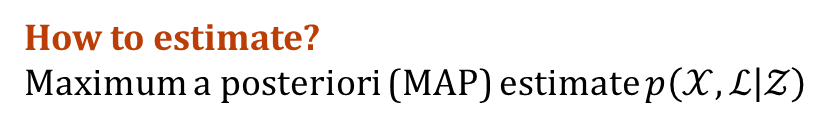 How to estimate?
Maximum a posteriori (MAP) estimate p(𝒳, ℒ|𝒵)